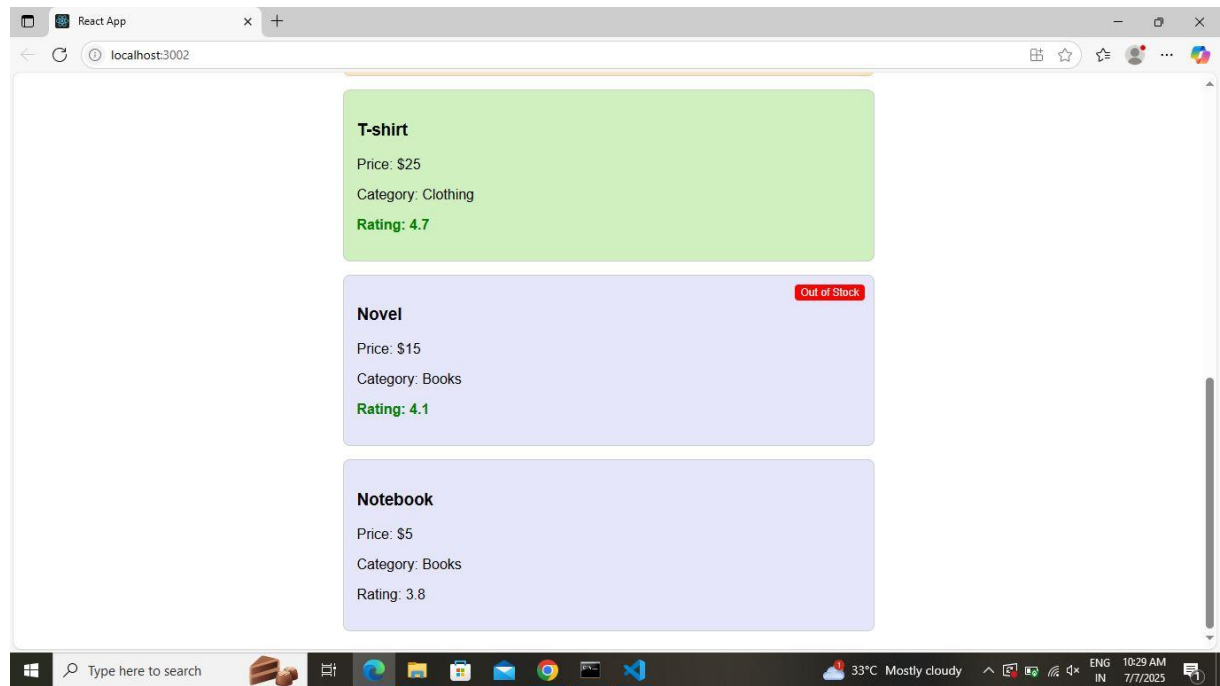 React App
localhost:3002
T-shirt
Price: $25
Category: Clothing
Rating: 4.7
Out of Stock
Novel
Price: $15
Category: Books
Rating: 4.1
Notebook
Price: $5
Category: Books
Rating: 3.8
Type here to search
33°C Mostly cloudy
ENG 10:29 AM
IN 7/7/2025